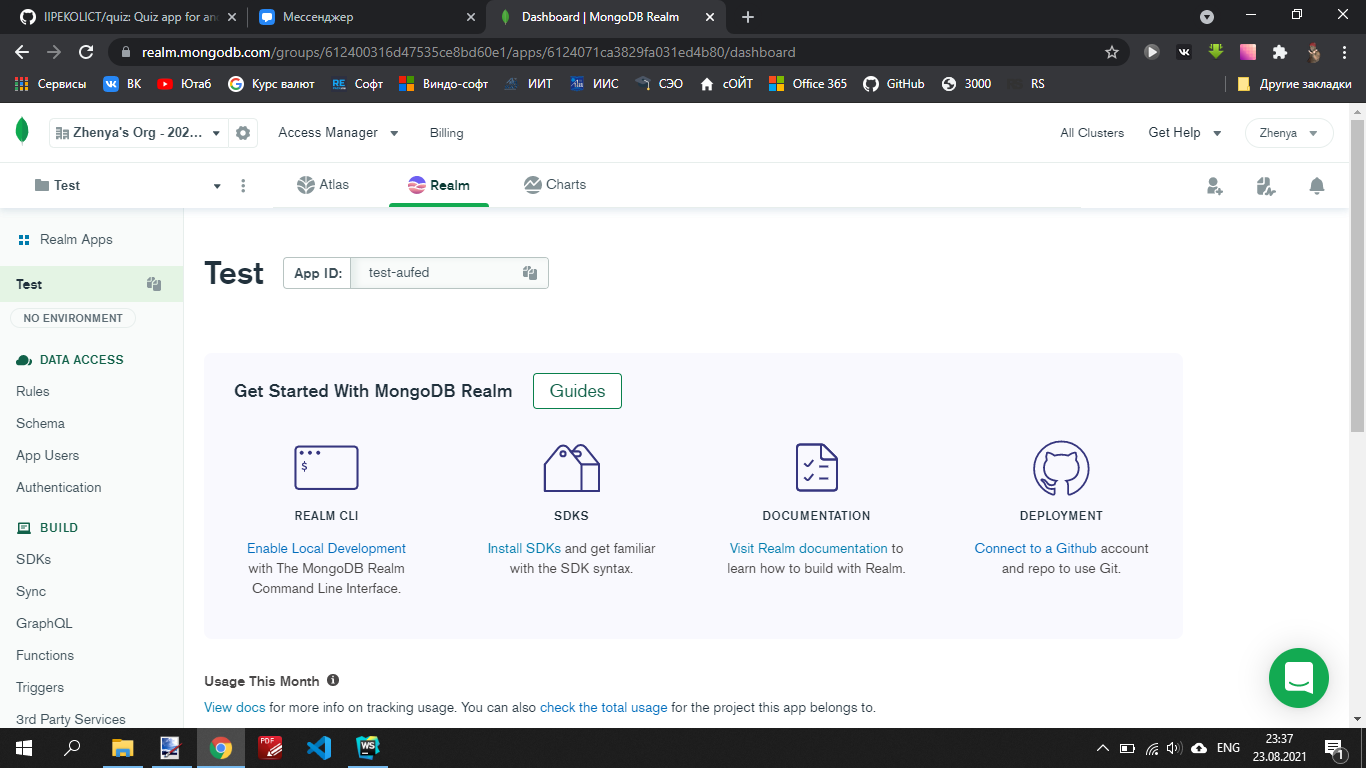 IIPEKOLICT/quiz: Quiz app for an
Мессенджер
Dashboard | MongoDB Realm
realm.mongodb.com/groups/612400316d47535ce8bd60e1/apps/6124071ca3829fa031ed4b80/dashboard
Сервисы
ВК
Ютаб
Курс валют
Софт
Виндо-софт
ИИТ
ИИС
СЭО
сОЙТ
Office 365
GitHub
3000
RS
Другие закладки
Zhenya's Org - 202...
Access Manager
Billing
All Clusters
Get Help
Zhenya
Test
Atlas
Realm
Charts
Realm Apps
Test
NO ENVIRONMENT
DATA ACCESS
Rules
Schema
App Users
Authentication
BUILD
SDKs
Sync
GraphQL
Functions
Triggers
3rd Party Services
Test
App ID:
test-aufed
Get Started With MongoDB Realm
Guides
$
REALM CLI
Enable Local Development
with The MongoDB Realm
Command Line Interface.
SDKS
Install SDKs and get familiar
with the SDK syntax.
DOCUMENTATION
Visit Realm documentation to
learn how to build with Realm.
DEPLOYMENT
Connect to a Github account
and repo to use Git.
Usage This Month
View docs for more info on tracking usage. You can also check the total usage for the project this app belongs to.
PDF
WS
ENG
23:37
23.08.2021
1